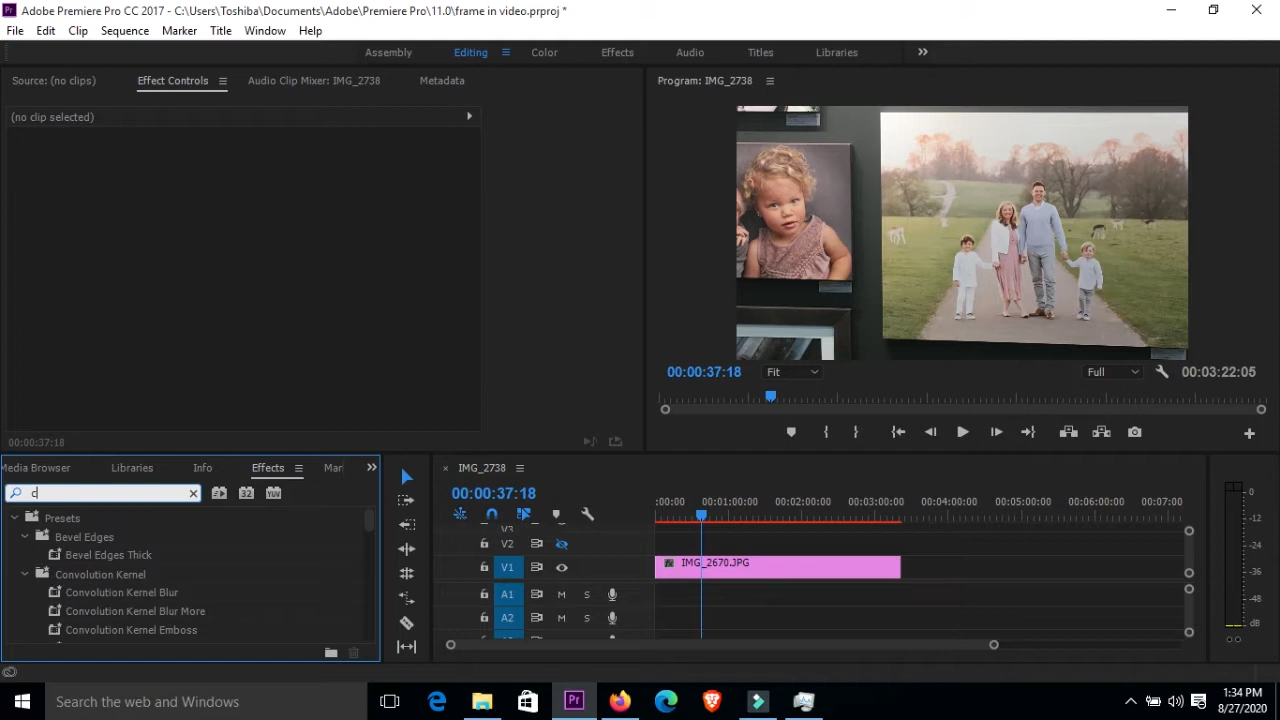 Adobe Premiere Pro CC 2017 - C:\Users\Toshiba\Documents\Adobe\Premiere Pro\11.0\frame in video.prproj *
File Edit Clip Sequence Marker Title Window Help
Assembly Editing Color Effects Audio Titles Libraries
Source: (no clips) Effect Controls Audio Clip Mixer: IMG_2738 Metadata
Program: IMG_2738
(no clip selected)
00:00:37:18 Fit Full 00:03:22:05
00:00:37:18
Media Browser Libraries Info Effects Mar
IMG_2738
c
00:00:37:18
:00:00 00:01:00:00 00:02:00:00 00:03:00:00 00:04:00:00 00:05:00:00 00:06:00:00 00:07:00
Presets
Bevel Edges
Bevel Edges Thick
Convolution Kernel
Convolution Kernel Blur
Convolution Kernel Blur More
Convolution Kernel Emboss
V3
V2
V1 IMG_2670.JPG
A1 M S
A2 M S
0
-12
-24
-36
-48
dB
Search the web and Windows
1:34 PM
8/27/2020